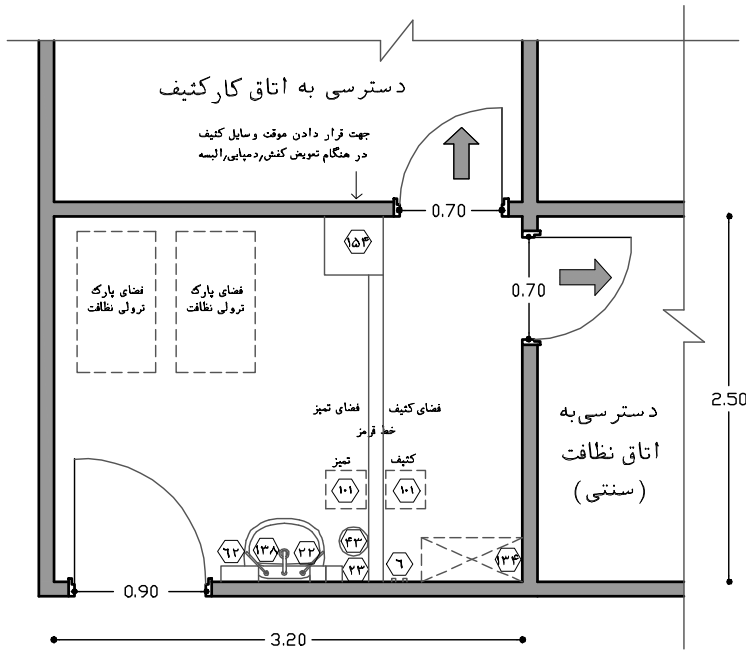 دسترسی به اتاق کارکثیف
جهت قرار دادن موقت وسایل کثیف
در هنگام تعویض کفش,دمپایی,البسه
0.70
۱۵۴
فضای پارک
ترولی نظافت
فضای پارک
ترولی نظافت
0.70
2.50
فضای کثیف
فضای تمیز
خط قرمز
دسترسی‌به
اتاق نظافت
(سنتی)
کثیف
تمیز
۱۰۱
۱۰۱
۶۲
۱۳۸
۲۲
۴۳
۲۳
۶
۱۳۴
0.90
3.20